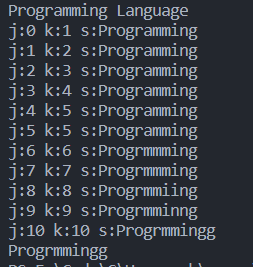 Programming Language
j:0 k:1 s:Programming
j:1 k:2 s:Programming
j:2 k:3 s:Programming
j:3 k:4 s:Programming
j:4 k:5 s:Programming
j:5 k:5 s:Programming
j:6 k:6 s:Progrmmming
j:7 k:7 s:Progrmmming
j:8 k:8 s:Progrmmiing
j:9 k:9 s:Progrmminng
j:10 k:10 s:Progrmmingg
Progrmmingg